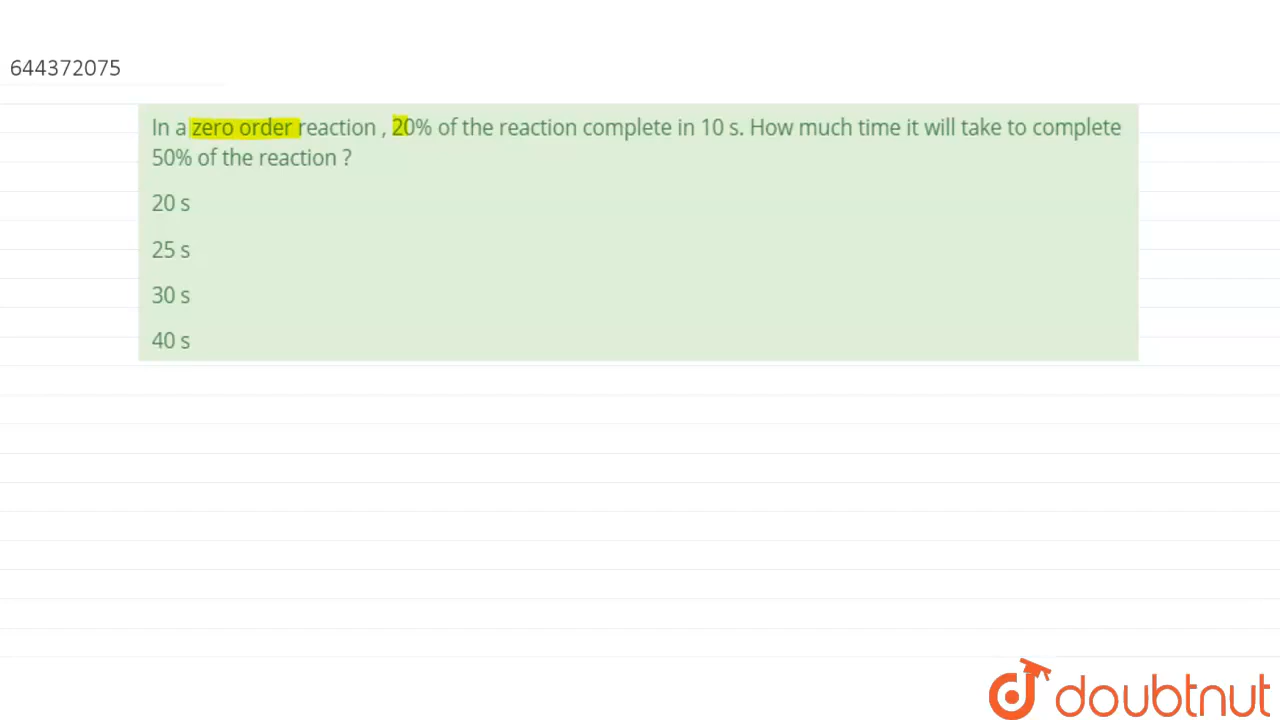 644372075
In a zero order reaction , 20% of the reaction complete in 10 s. How much time it will take to complete
50% of the reaction ?
20 s
25 s
30 s
40 s
doubtnut